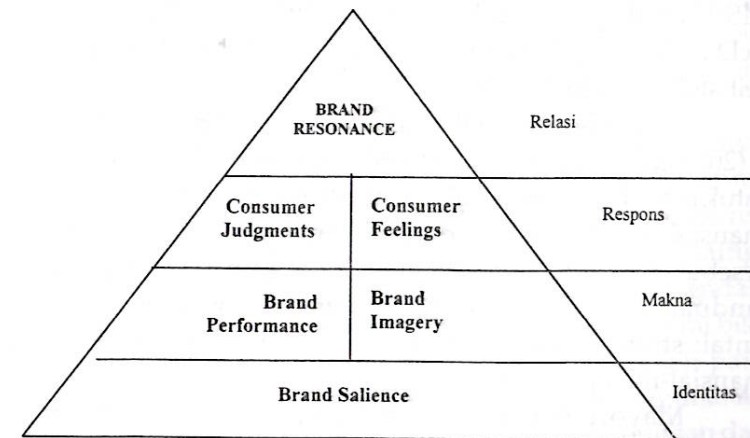 BRAND
RESONANCE
Relasi
Consumer
Judgments
Consumer
Feelings
Respons
Brand
Performance
Brand
Imagery
Makna
Brand Salience
Identitas